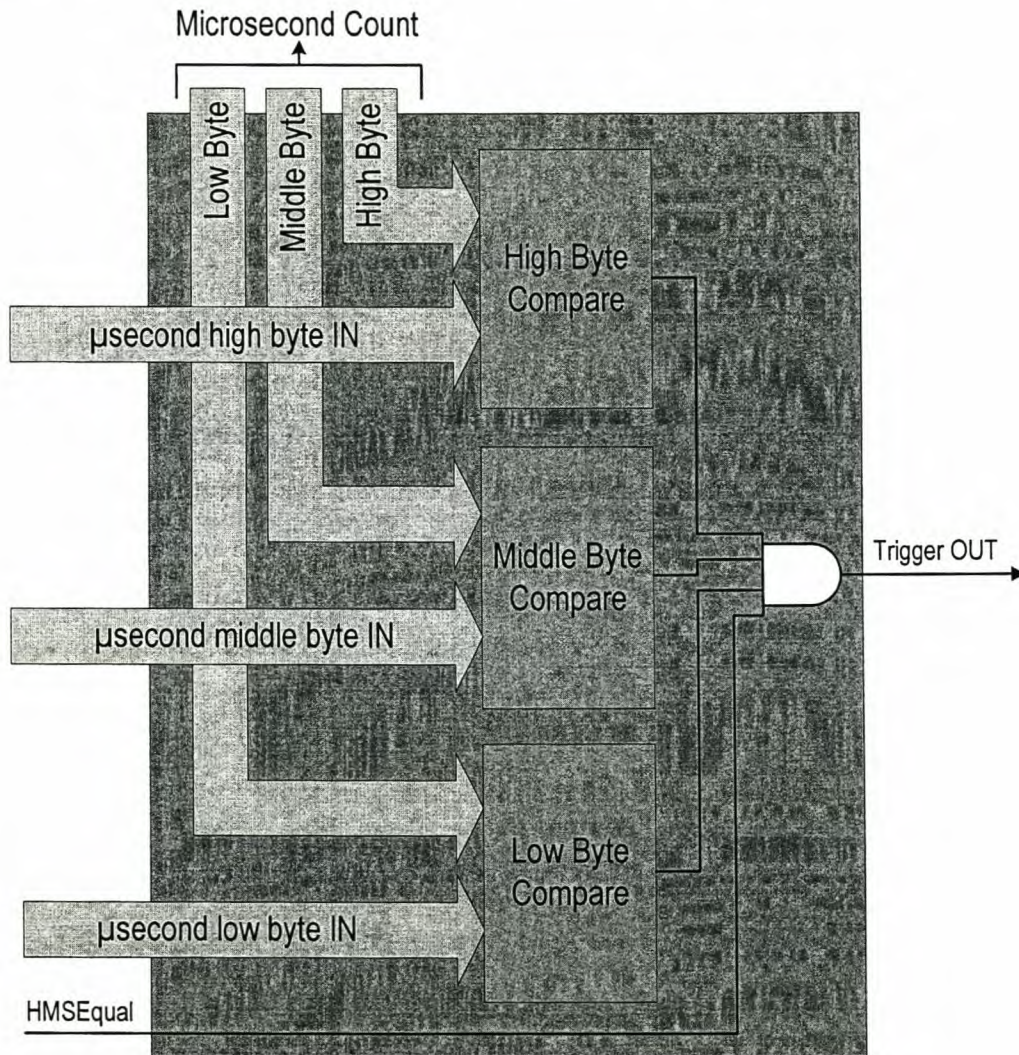 Microsecond Count
Low Byte
Middle Byte
High Byte
High Byte
Compare
µsecond high byte IN
Middle Byte
Compare
Trigger OUT
µsecond middle byte IN
Low Byte
Compare
µsecond low byte IN
HMSEqual